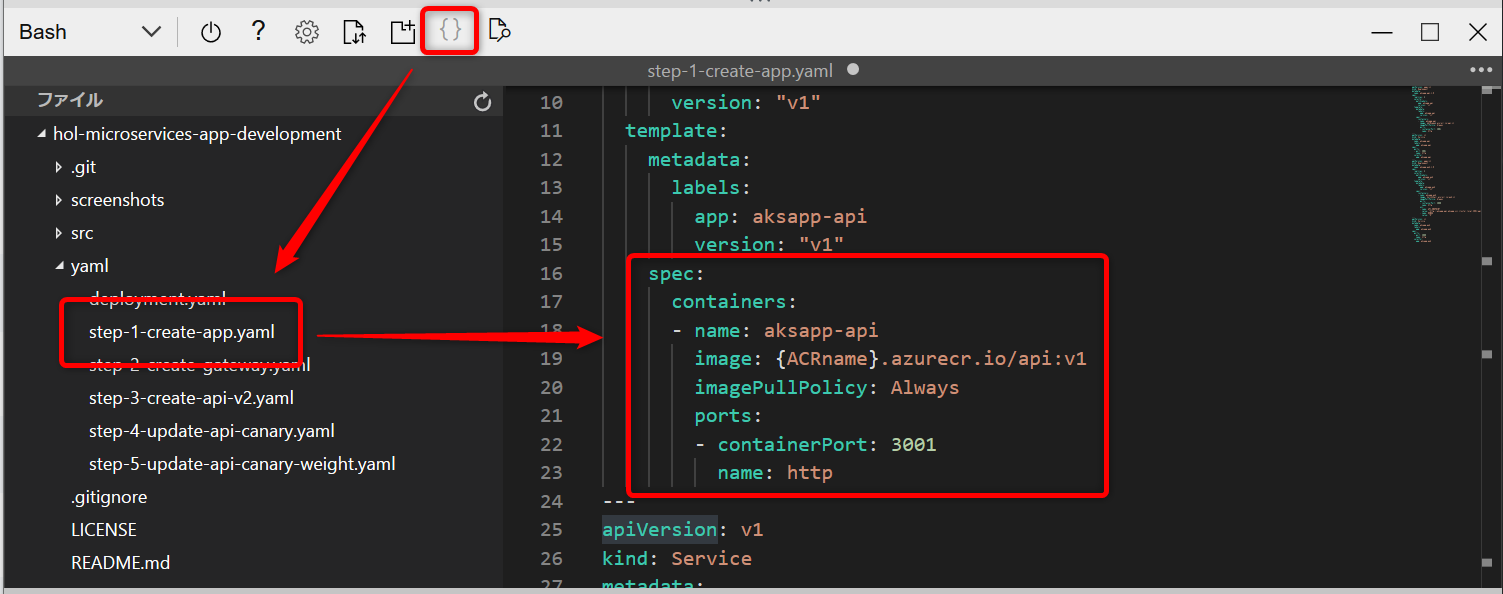 Bash
?
{}
step-1-create-app.yaml
ファイル
hol-microservices-app-development
.git
screenshots
src
yaml
deployment.yaml
step-1-create-app.yaml
step-2-create-gateway.yaml
step-3-create-api-v2.yaml
step-4-update-api-canary.yaml
step-5-update-api-canary-weight.yaml
.gitignore
LICENSE
README.md
10 version: "v1"
11 template:
12 metadata:
13 labels:
14 app: aksapp-api
15 version: "v1"
16 spec:
17 containers:
18 - name: aksapp-api
19 image: {ACRname}.azurecr.io/api:v1
20 imagePullPolicy: Always
21 ports:
22 - containerPort: 3001
23 name: http
24 ---
25 apiVersion: v1
26 kind: Service
27 metadata: